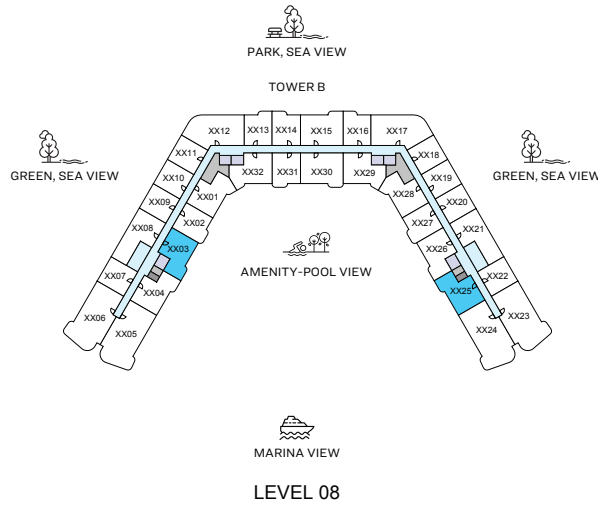 PARK, SEA VIEW
TOWER B
GREEN, SEA VIEW
GREEN, SEA VIEW
XX12
XX13
XX14
XX15
XX16
XX17
XX11
XX18
XX10
XX32
XX31
XX30
XX29
XX19
XX09
XX01
XX28
XX20
XX08
XX02
XX27
XX21
XX03
XX26
XX07
XX04
XX25
XX22
XX06
XX05
XX24
XX23
AMENITY-POOL VIEW
MARINA VIEW
LEVEL 08